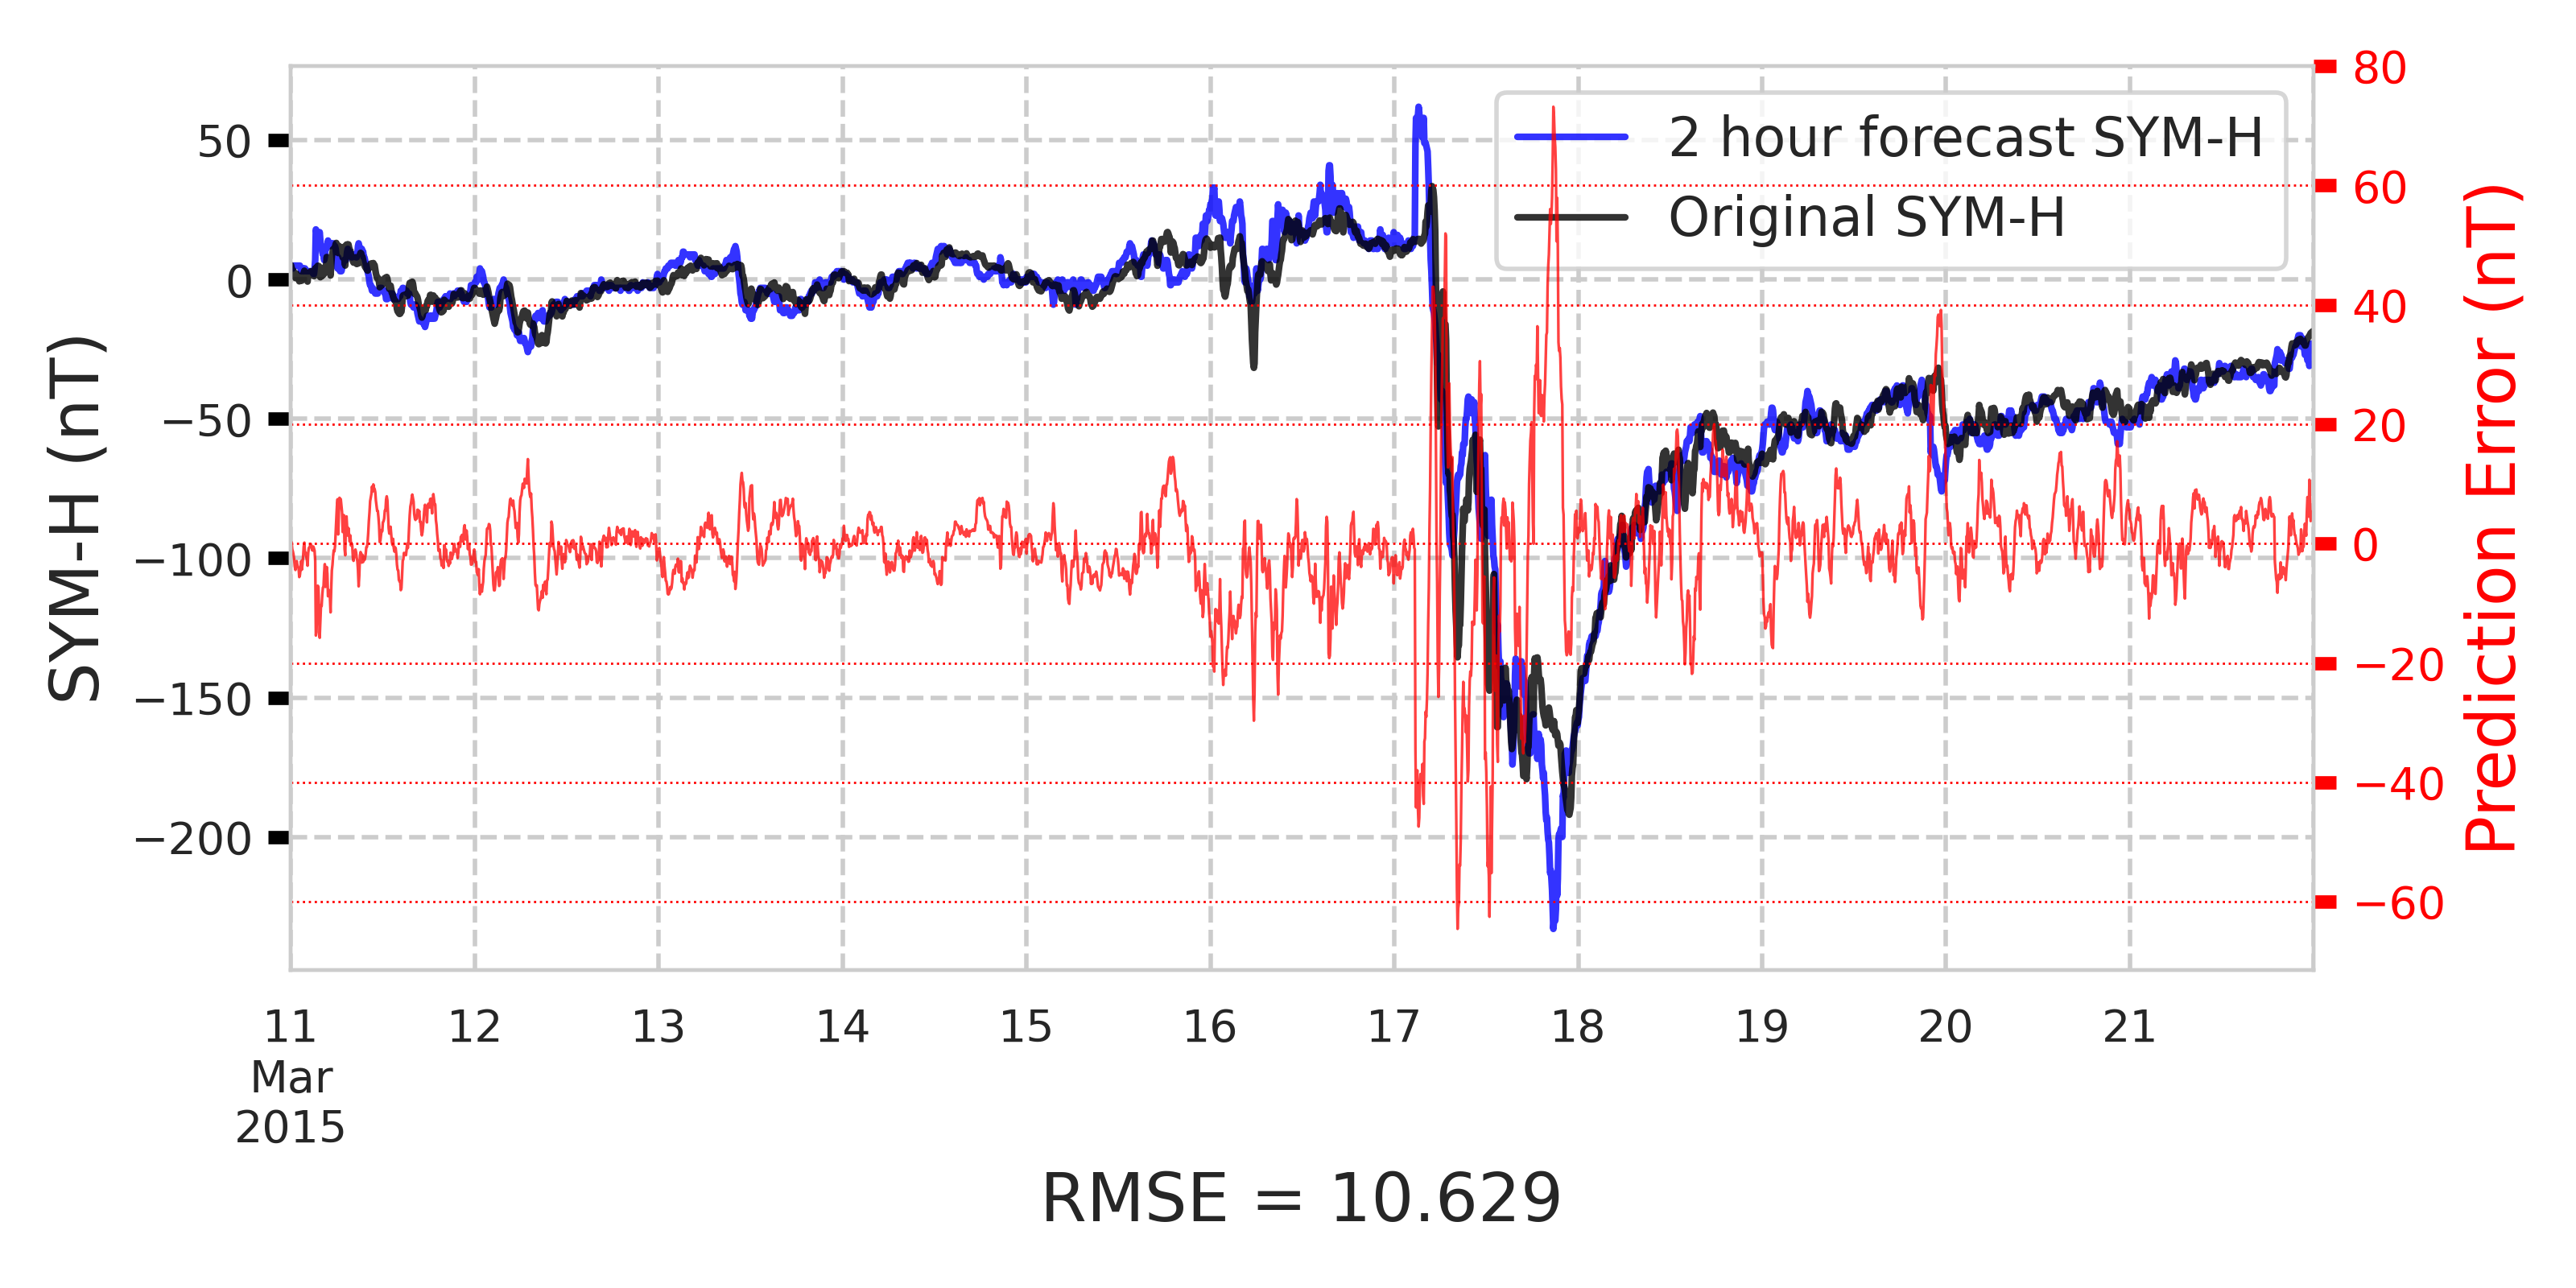 80
60
40
20
0
−20
−40
−60
Prediction Error (nT)
50
0
−50
−100
−150
−200
SYM-H (nT)
2 hour forecast SYM-H
Original SYM-H
11 12 13 14 15 16 17 18 19 20 21
Mar
2015
RMSE = 10.629